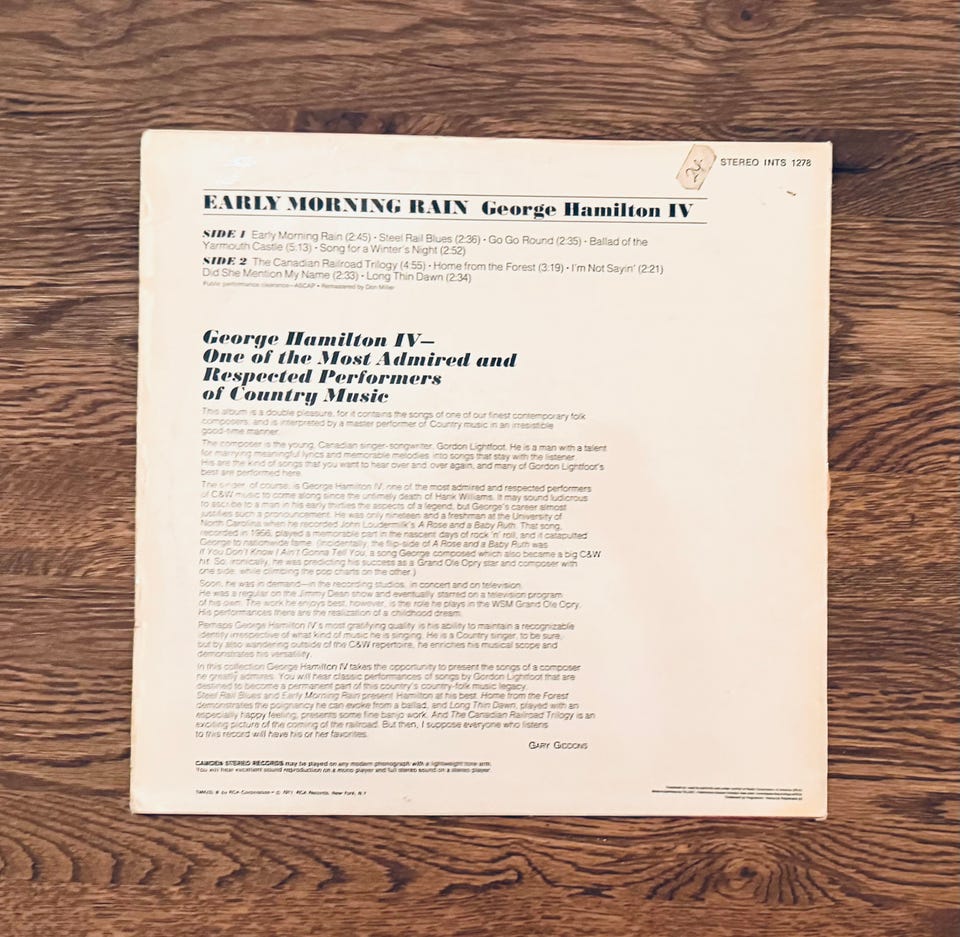 STEREO INTS 1278
EARLY MORNING RAIN George Hamilton IV
SIDE 1 Early Morning Rain (2:45) • Steel Rail Blues (2:36) • Go Go Round (2:35) • Ballad of the
Yarmouth Castle (5:13) • Song for a Winter's Night (2:52)
SIDE 2 The Canadian Railroad Trilogy (4:55) • Home from the Forest (3:19) • I'm Not Sayin' (2:21)
Did She Mention My Name (2:33) • Long Thin Dawn (2:34)
Public performance clearance—ASCAP • Remastered by Don Miller
George Hamilton IV—
One of the Most Admired and
Respected Performers
of Country Music
This album is a double pleasure, for it contains the songs of one of our finest contemporary folk
composers, and is interpreted by a master performer of Country music in an irresistible
good-time manner.
The composer is the young, Canadian singer-songwriter, Gordon Lightfoot. He is a man with a talent
for marrying meaningful lyrics and memorable melodies into songs that stay with the listener.
His are the kind of songs that you want to hear over and over again, and many of Gordon Lightfoot's
best are performed here.
The singer, of course, is George Hamilton IV, one of the most admired and respected performers
of C&W music to come along since the untimely death of Hank Williams. It may sound ludicrous
to ascribe to a man in his early thirties the aspects of a legend, but George's career almost
justifies such a pronouncement. He was only nineteen and a freshman at the University of
North Carolina when he recorded John Loudermilk's A Rose and a Baby Ruth. That song,
recorded in 1956, played a memorable part in the nascent days of rock 'n' roll, and it catapulted
George to nationwide fame. (Incidentally, the flip-side of A Rose and a Baby Ruth was
If You Don't Know I Ain't Gonna Tell You, a song George composed which also became a big C&W
hit. So, ironically, he was predicting his success as a Grand Ole Opry star and composer with
one side, while climbing the pop charts on the other.)
Soon, he was in demand—in the recording studios, in concert and on television.
He was a regular on the Jimmy Dean show and eventually starred on a television program
of his own. The work he enjoys best, however, is the role he plays in the WSM Grand Ole Opry.
His performances there are the realization of a childhood dream.
Perhaps George Hamilton IV's most gratifying quality is his ability to maintain a recognizable
identity irrespective of what kind of music he is singing. He is a Country singer, to be sure,
but by also wandering outside of the C&W repertoire, he enriches his musical scope and
demonstrates his versatility.
In this collection George Hamilton IV takes the opportunity to present the songs of a composer
he greatly admires. You will hear classic performances of songs by Gordon Lightfoot that are
destined to become a permanent part of this country's country-folk music legacy.
Steel Rail Blues and Early Morning Rain present Hamilton at his best. Home from the Forest
demonstrates the poignancy he can evoke from a ballad, and Long Thin Dawn, played with an
especially happy feeling, presents some fine banjo work. And The Canadian Railroad Trilogy is an
exciting picture of the coming of the railroad. But then, I suppose everyone who listens
to this record will have his or her favorites.
GARY GIDDINS
CAMDEN STEREO RECORDS may be played on any modern phonograph with a lightweight tone arm.
You will hear excellent sound reproduction on a mono player and full stereo sound on a stereo player.
by RCA Corporation • © 1971, RCA Records, New York, N.Y.